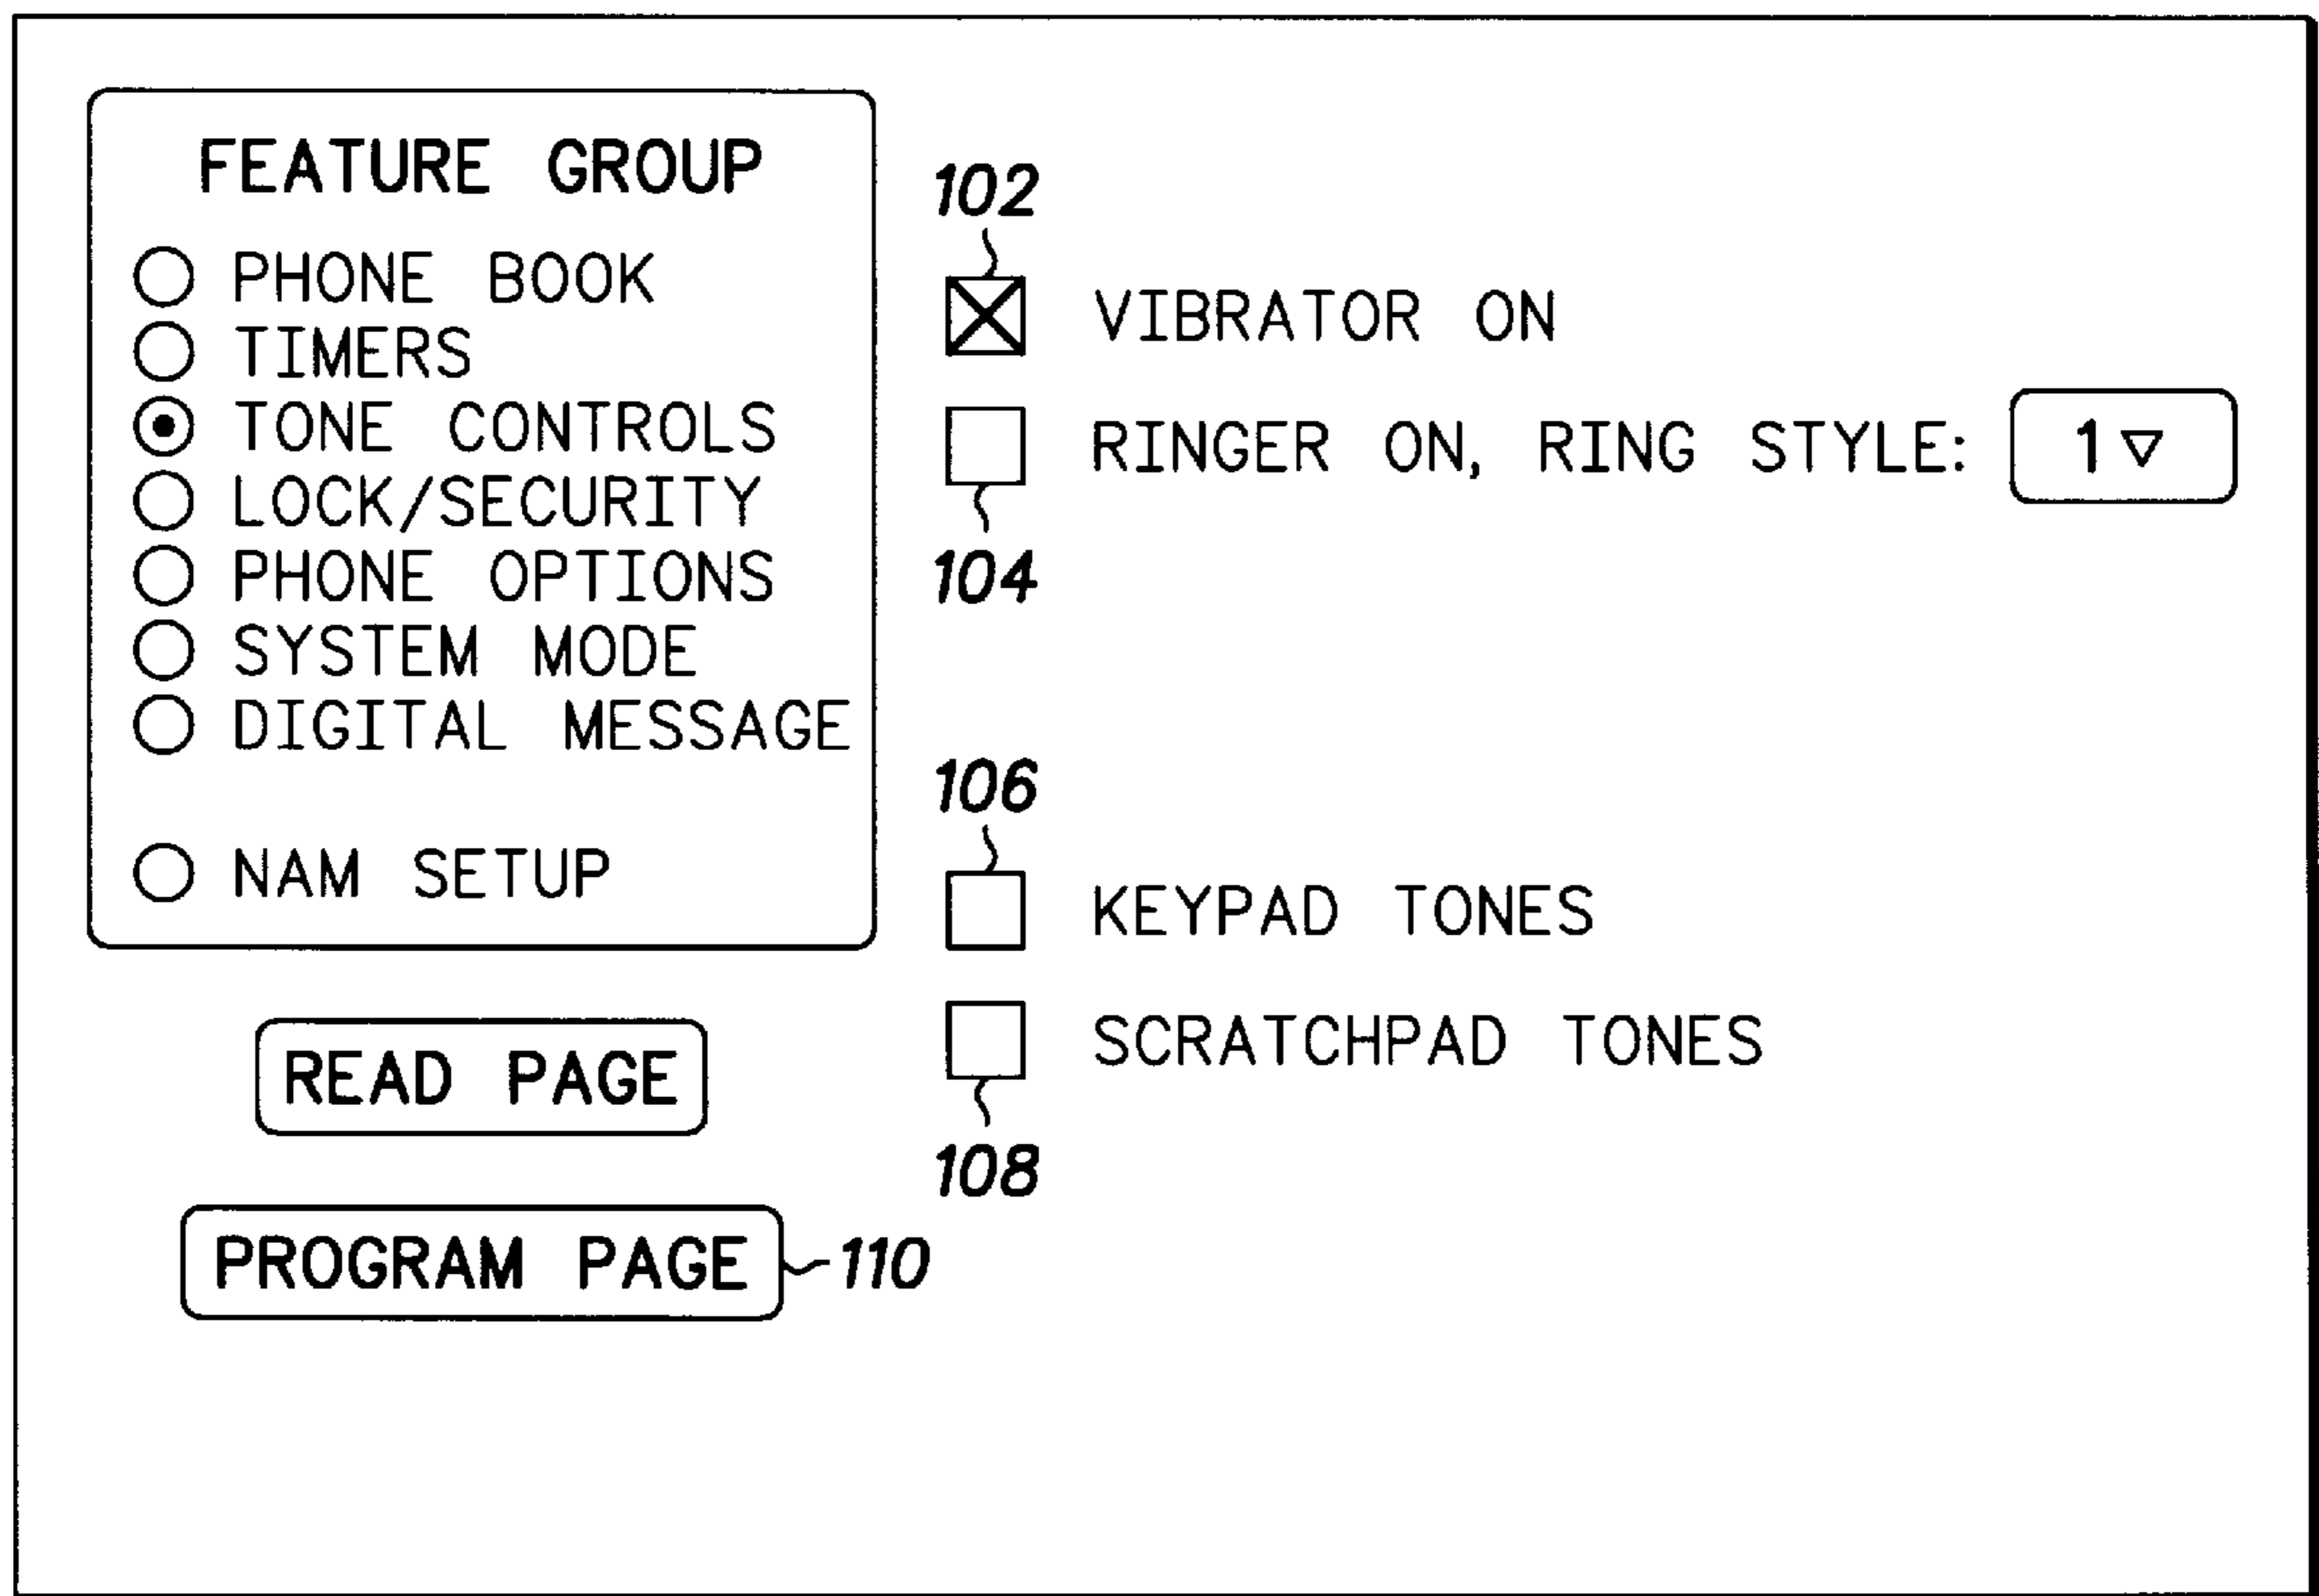 FEATURE GROUP
PHONE BOOK
TIMERS
TONE CONTROLS
LOCK/SECURITY
PHONE OPTIONS
SYSTEM MODE
DIGITAL MESSAGE
NAM SETUP
READ PAGE
PROGRAM PAGE 110
102
VIBRATOR ON
RINGER ON, RING STYLE: 1
104
106
KEYPAD TONES
SCRATCHPAD TONES
108